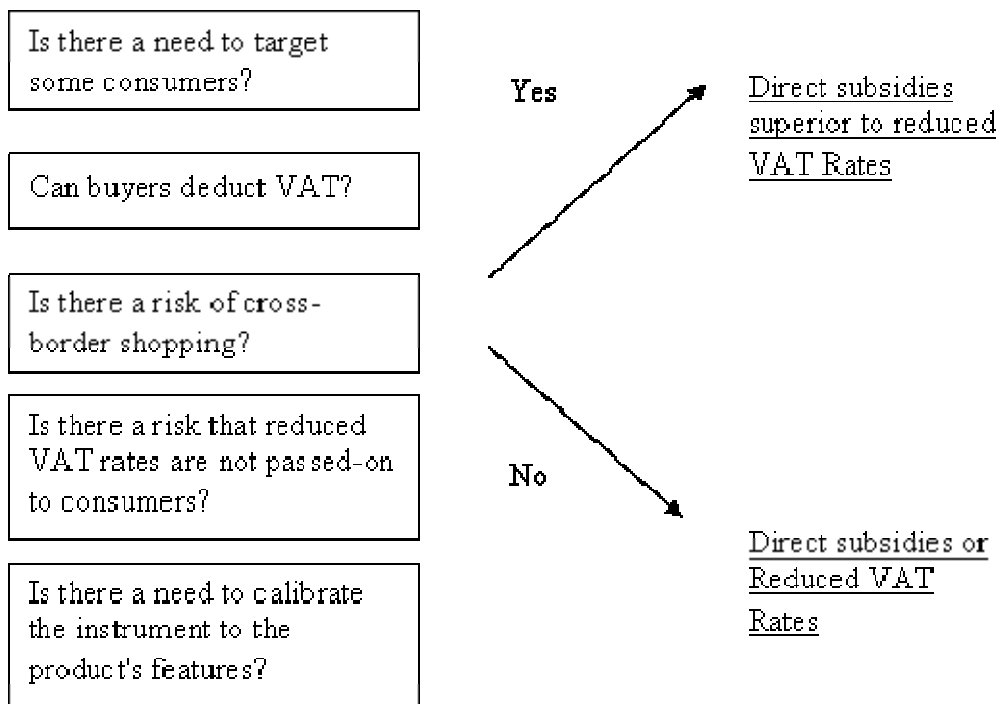 Is there a need to target
some consumers?
Can buyers deduct VAT?
Is there a risk of cross-
border shopping?
Is there a risk that reduced
VAT rates are not passed-on
to consumers?
Is there a need to calibrate
the instrument to the
product's features?
Yes
No
Direct subsidies
superior to reduced
VAT Rates
Direct subsidies or
Reduced VAT
Rates